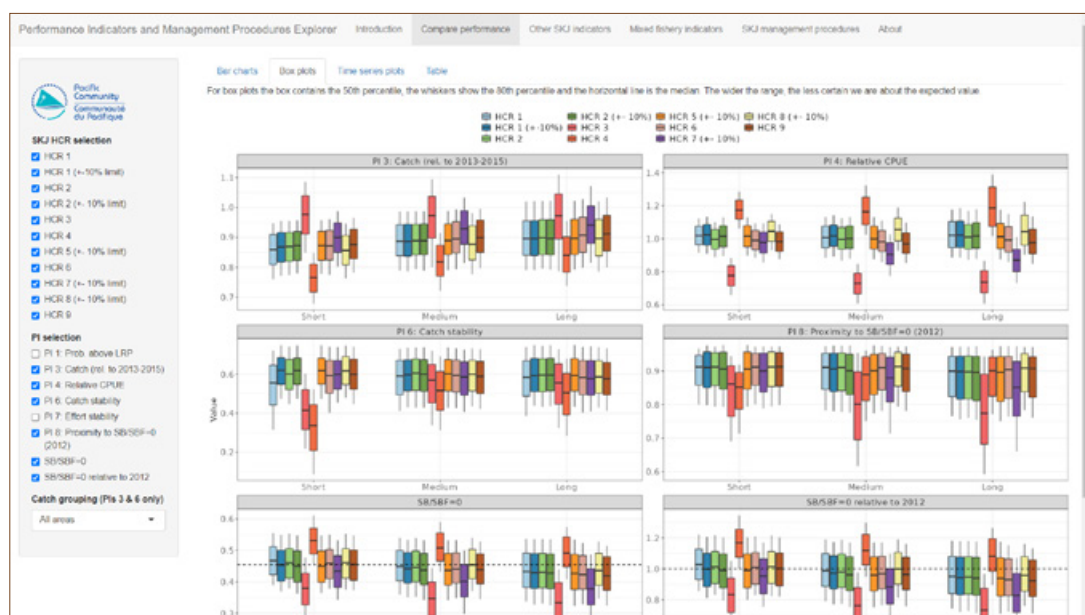 Performance Indicators and Management Procedures Explorer Introduction Compare performance Other SKJ indicators Mixed fishery indicators SKJ management procedures About
Bar charts Box plots Time series plots Table
For box plots the box contains the 50th percentile, the whiskers show the 80th percentile and the horizontal line is the median. The wider the range, the less certain we are about the expected value.
Pacific
Community
Communauté
du Pacifique
SKJ HCR selection
HCR 1
HCR 1 (+-10% limit)
HCR 2
HCR 2 (+- 10% limit)
HCR 3
HCR 4
HCR 5 (+- 10% limit)
HCR 6
HCR 7 (+- 10% limit)
HCR 8 (+- 10% limit)
HCR 9
PI selection
PI 1: Prob. above LRP
PI 3: Catch (rel. to 2013-2015)
PI 4: Relative CPUE
PI 6: Catch stability
PI 7: Effort stability
PI 8: Proximity to SB/SBF=0
(2012)
SB/SBF=0
SB/SBF=0 relative to 2012
Catch grouping (PIs 3 & 6 only)
All areas
HCR 1 HCR 2 (+- 10%) HCR 5 (+- 10%) HCR 8 (+- 10%)
HCR 1 (+-10%) HCR 3 HCR 6 HCR 9
HCR 2 HCR 4 HCR 7 (+- 10%)
PI 3: Catch (rel. to 2013-2015)
1.1
1.0
0.9
0.8
0.7
Short Medium Long
PI 4: Relative CPUE
1.4
1.2
1.0
0.8
0.6
Short Medium Long
Value
PI 6: Catch stability
0.6
0.4
0.2
Short Medium Long
PI 8: Proximity to SB/SBF=0 (2012)
0.9
0.8
0.7
0.6
Short Medium Long
SB/SBF=0
0.6
0.5
0.4
0.3
SB/SBF=0 relative to 2012
1.2
1.0
0.8